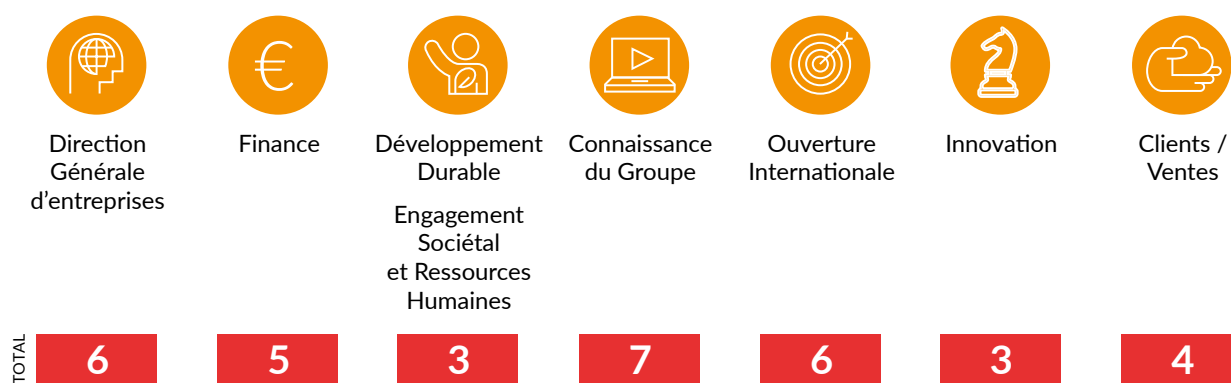 €
Direction
Générale
d'entreprises
Finance
Développement
Durable
Engagement
Sociétal
et Ressources
Humaines
Connaissance
du Groupe
Ouverture
Internationale
Innovation
Clients /
Ventes
TOTAL
6
5
3
7
6
3
4